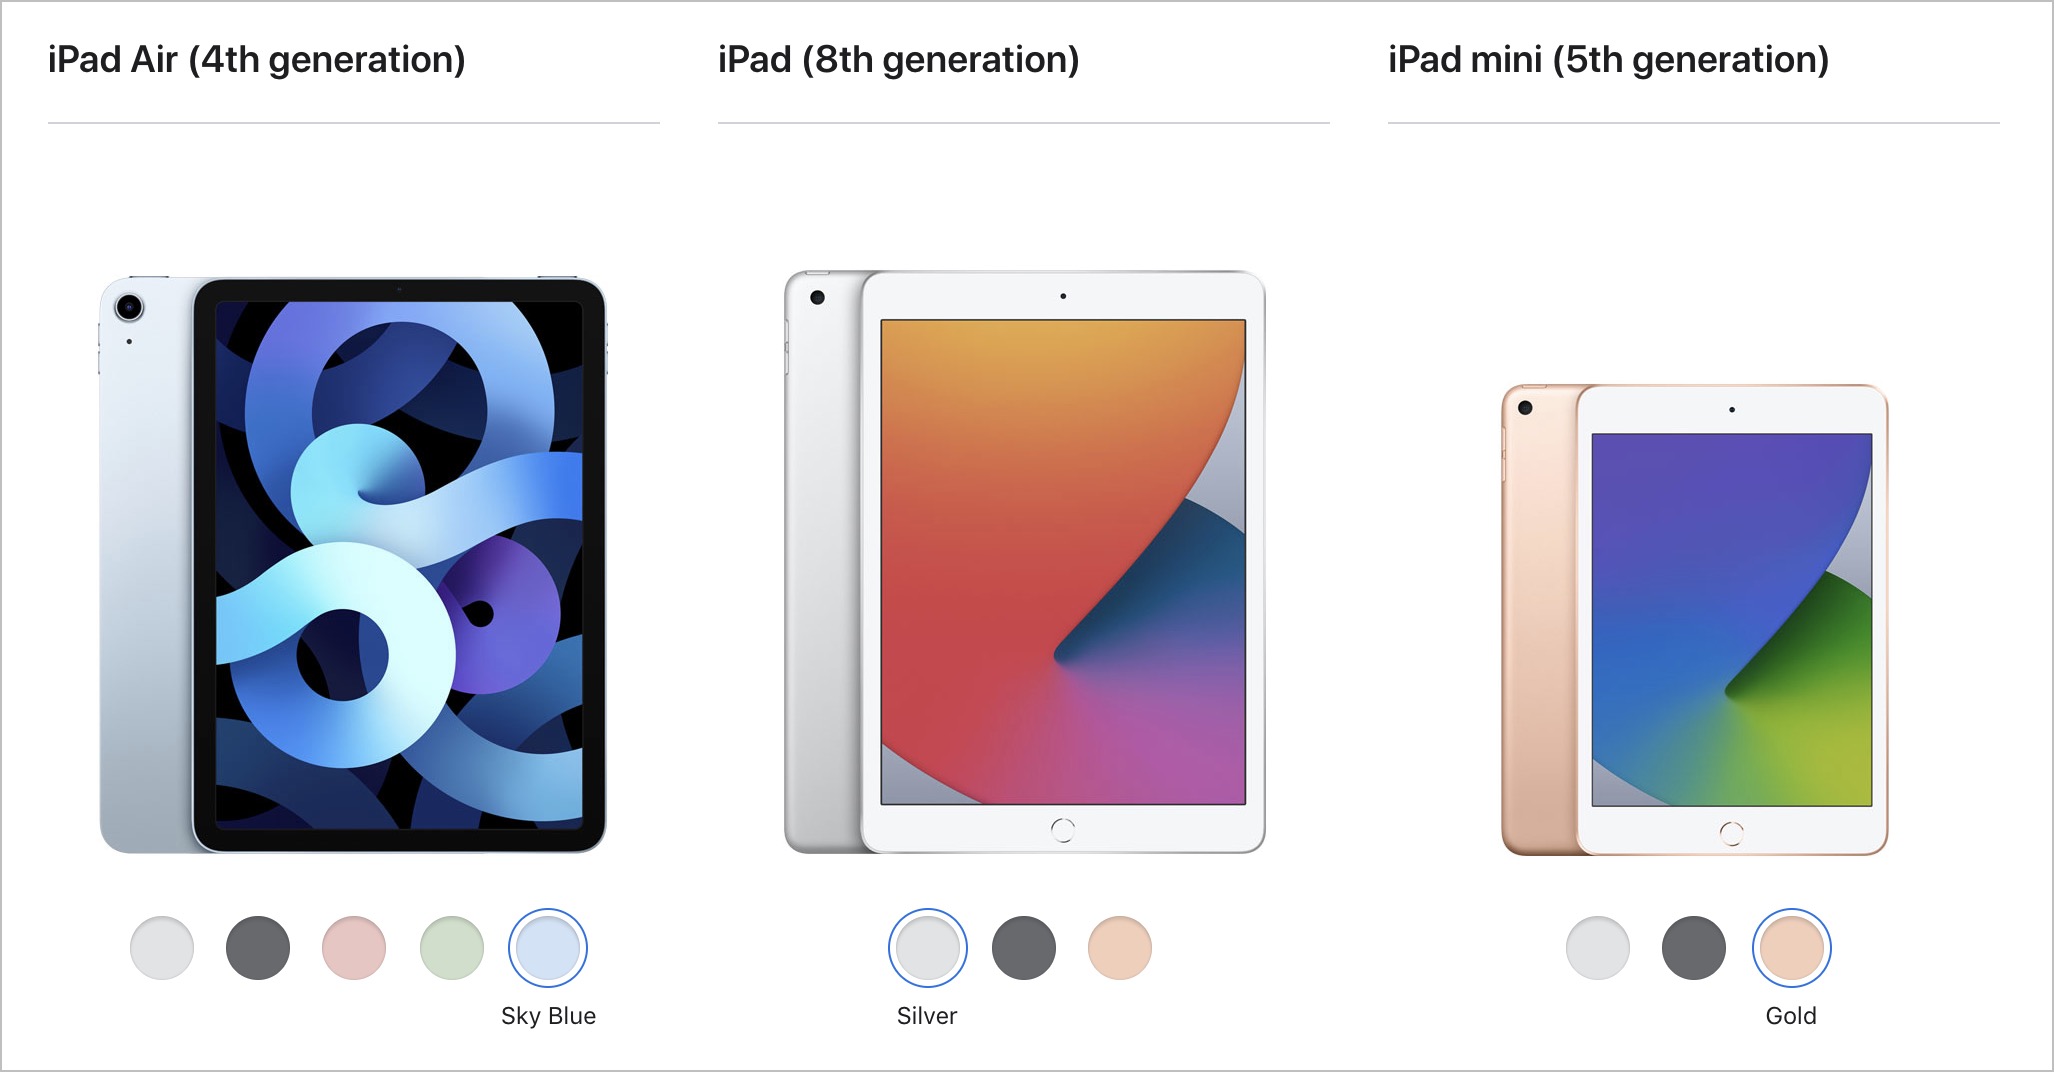 iPad Air (4th generation)
iPad (8th generation)
iPad mini (5th generation)
Sky Blue
Silver
Gold